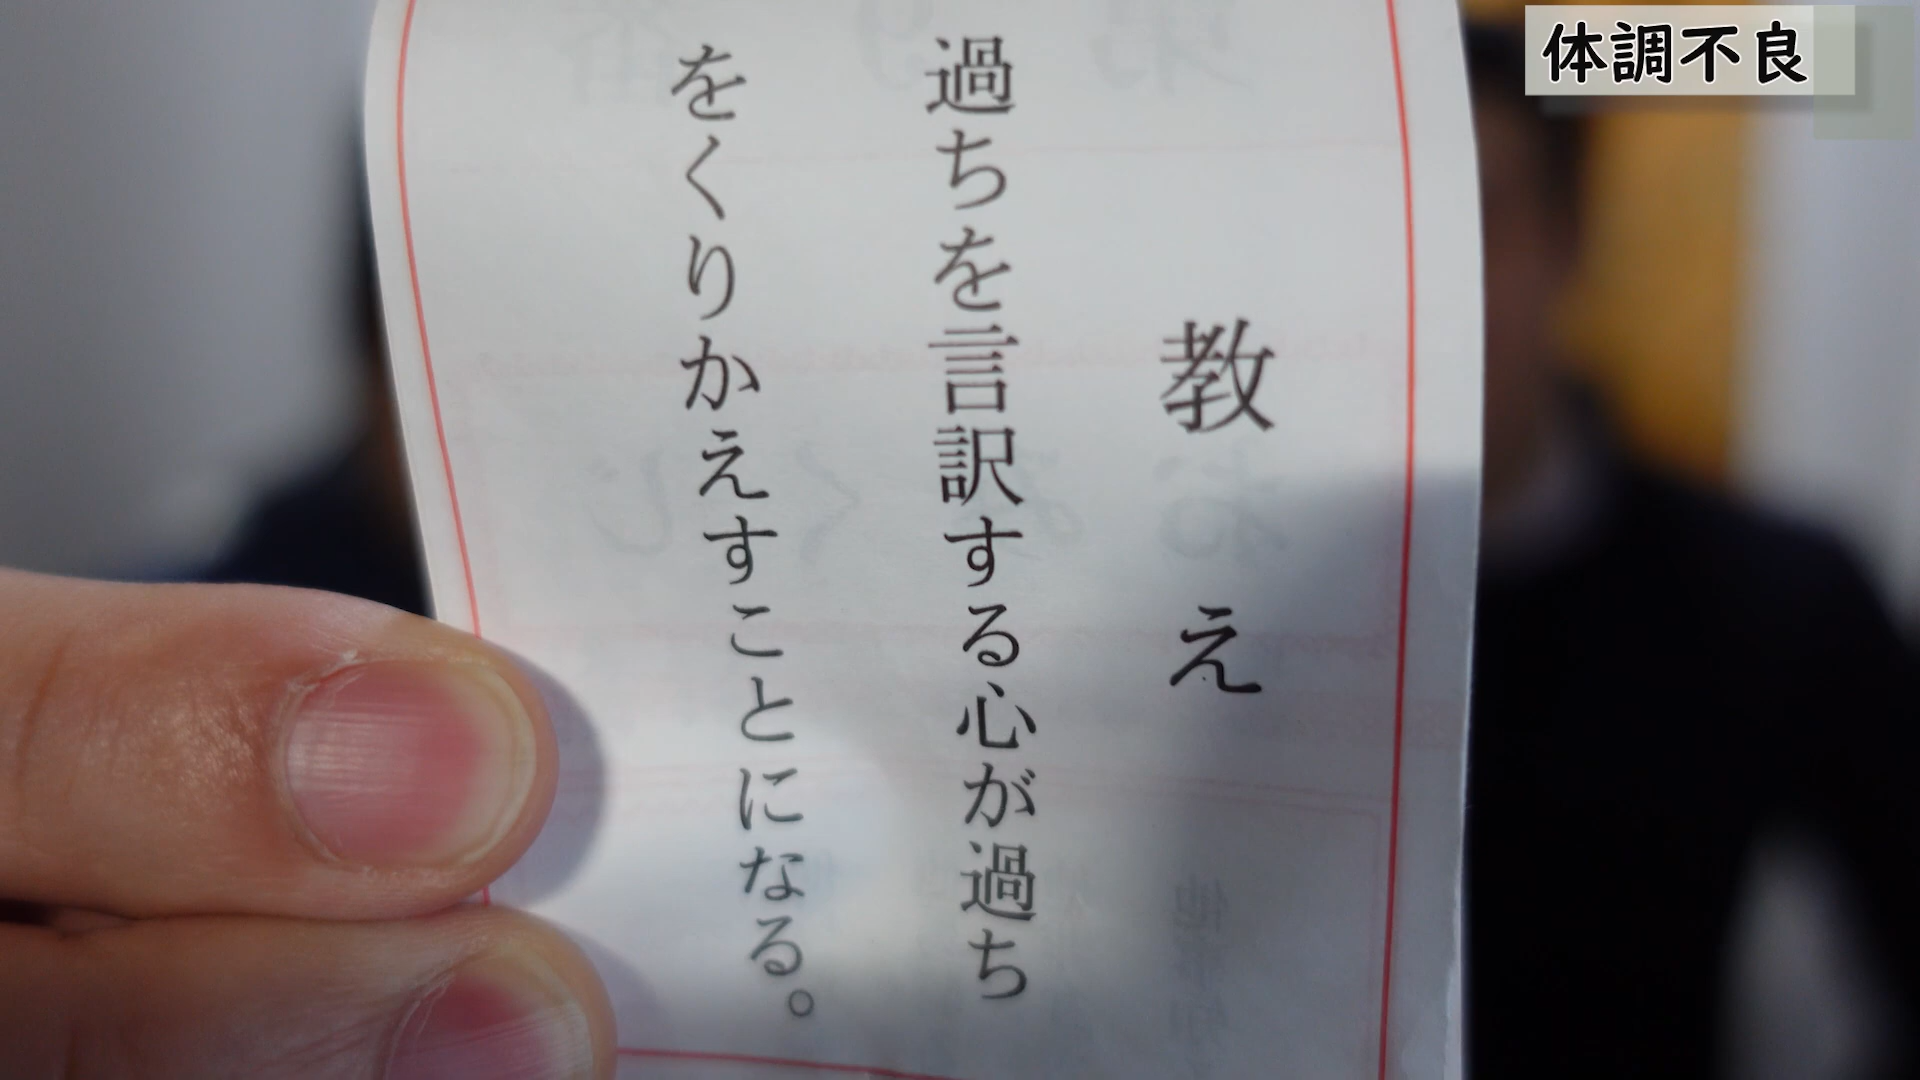 体調不良
教え
過ちを言訳する心が過ち
をくりかえすことになる。